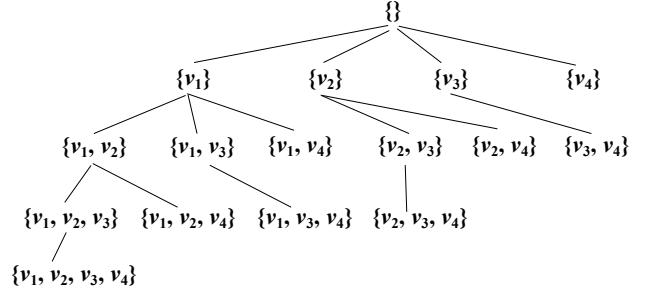 {}
{v₁} {v₂} {v₃} {v₄}
{v₁, v₂} {v₁, v₃} {v₁, v₄} {v₂, v₃} {v₂, v₄} {v₃, v₄}
{v₁, v₂, v₃} {v₁, v₂, v₄} {v₁, v₃, v₄} {v₂, v₃, v₄}
{v₁, v₂, v₃, v₄}